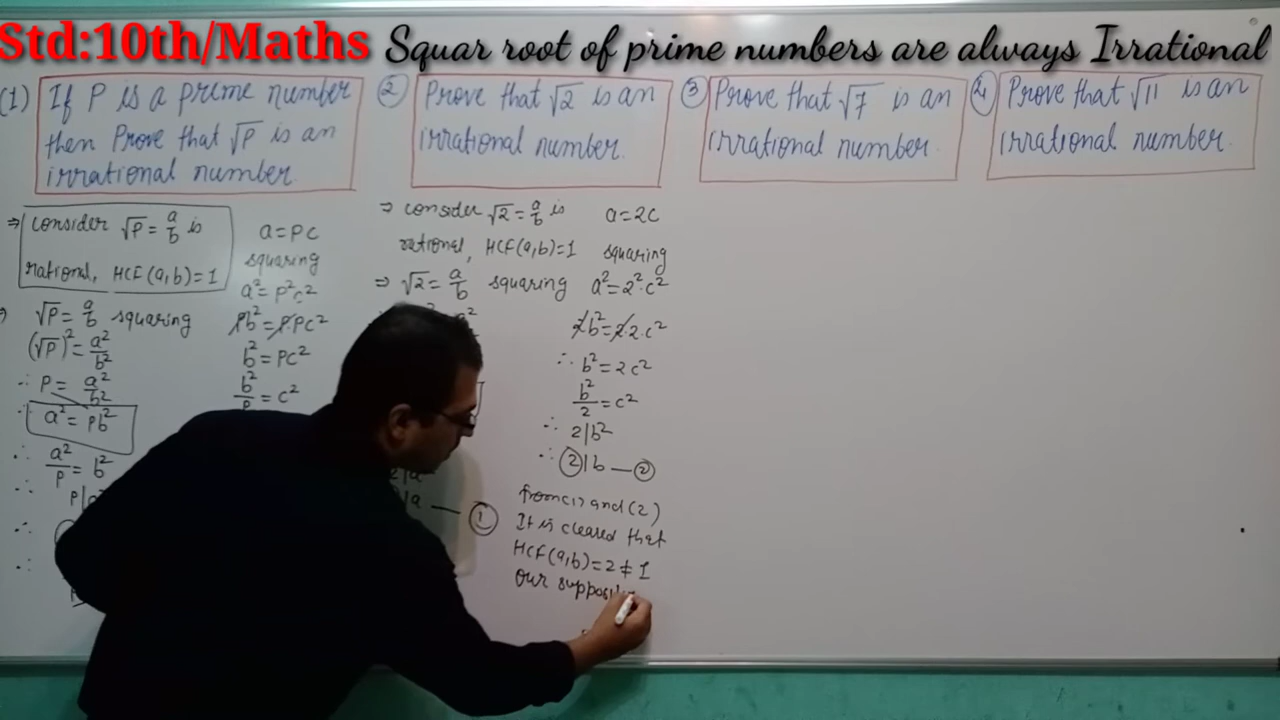 Std:10th/Maths Squar root of prime numbers are always Irrational
(1) If P is a prime number
then Prove that √P is an
irrational number.
② Prove that √2 is an
irrational number.
③ Prove that √7 is an
irrational number.
④ Prove that √11 is an
irrational number.
⇒ consider √P = a/b is
rational, HCF(a,b)=1
⇒ √P = a/b squaring
(√P)² = a²/b²
∴ P = a²/b²
∴ a² = pb²
∴ a²/P = b²
∴ P|a²
∴
∴
a = PC
squaring
a² = p²c²
pb² = p.pc²
b² = pc²
b²/p = c²
⇒ consider √2 = a/b is
rational, HCF(a,b)=1
⇒ √2 = a/b squaring
2|a
|a — ①
a = 2c
squaring
a² = 2².c²
2b² = 2.2.c²
∴ b² = 2c²
b²/2 = c²
∴ 2|b²
∴ 2|b — ②
from (1) and (2)
It is cleared that
HCF(a,b) = 2 ≠ 1
our